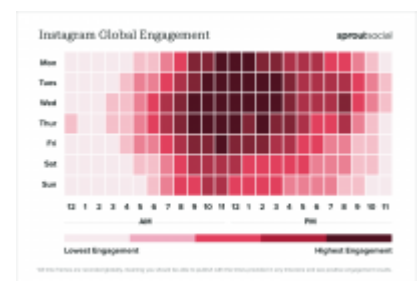 Instagram Global Engagement
sproutsocial
Mon
Tues
Wed
Thur
Fri
Sat
Sun
12 1 2 3 4 5 6 7 8 9 10 11 12 1 2 3 4 5 6 7 8 9 10 11
AM PM
Lowest Engagement Highest Engagement